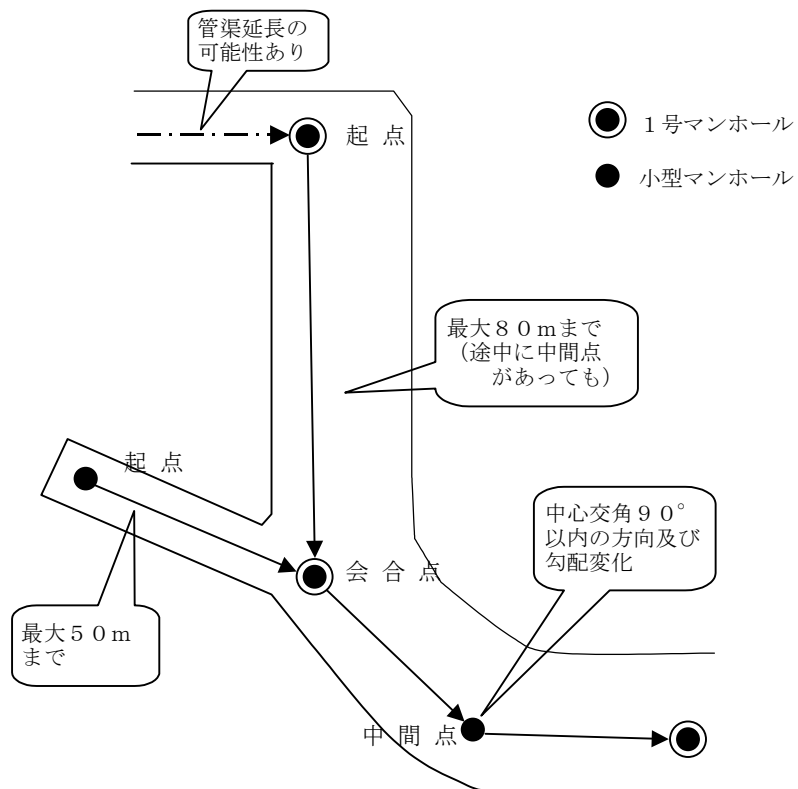 管渠延長の
可能性あり
起 点
１号マンホール
小型マンホール
最大８０ｍまで
（途中に中間点
があっても）
起 点
中心交角９０°
以内の方向及び
勾配変化
会 合 点
最大５０ｍ
まで
中 間 点